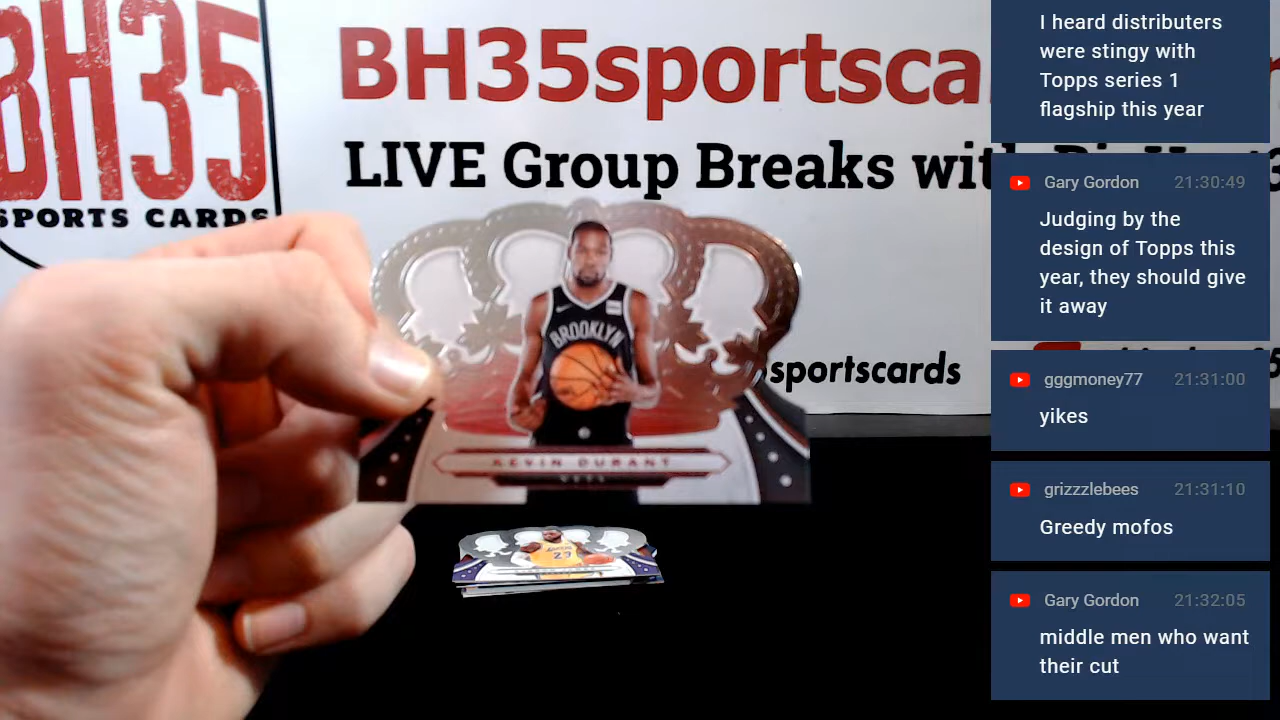 BH35
SPORTS CARDS
BH35sportsca
LIVE Group Breaks with
sportscards
BROOKLYN
KEVIN DURANT
LAKERS
23
I heard distributers
were stingy with
Topps series 1
flagship this year
Gary Gordon 21:30:49
Judging by the
design of Topps this
year, they should give
it away
gggmoney77 21:31:00
yikes
grizzzlebees 21:31:10
Greedy mofos
Gary Gordon 21:32:05
middle men who want
their cut